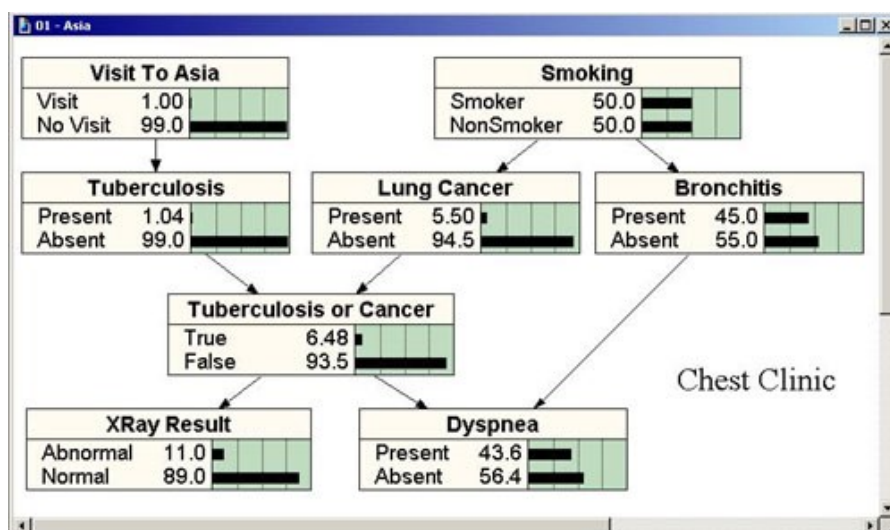 01 - Asia
Visit To Asia
Visit 1.00
No Visit 99.0
Smoking
Smoker 50.0
NonSmoker 50.0
Tuberculosis
Present 1.04
Absent 99.0
Lung Cancer
Present 5.50
Absent 94.5
Bronchitis
Present 45.0
Absent 55.0
Tuberculosis or Cancer
True 6.48
False 93.5
Chest Clinic
XRay Result
Abnormal 11.0
Normal 89.0
Dyspnea
Present 43.6
Absent 56.4